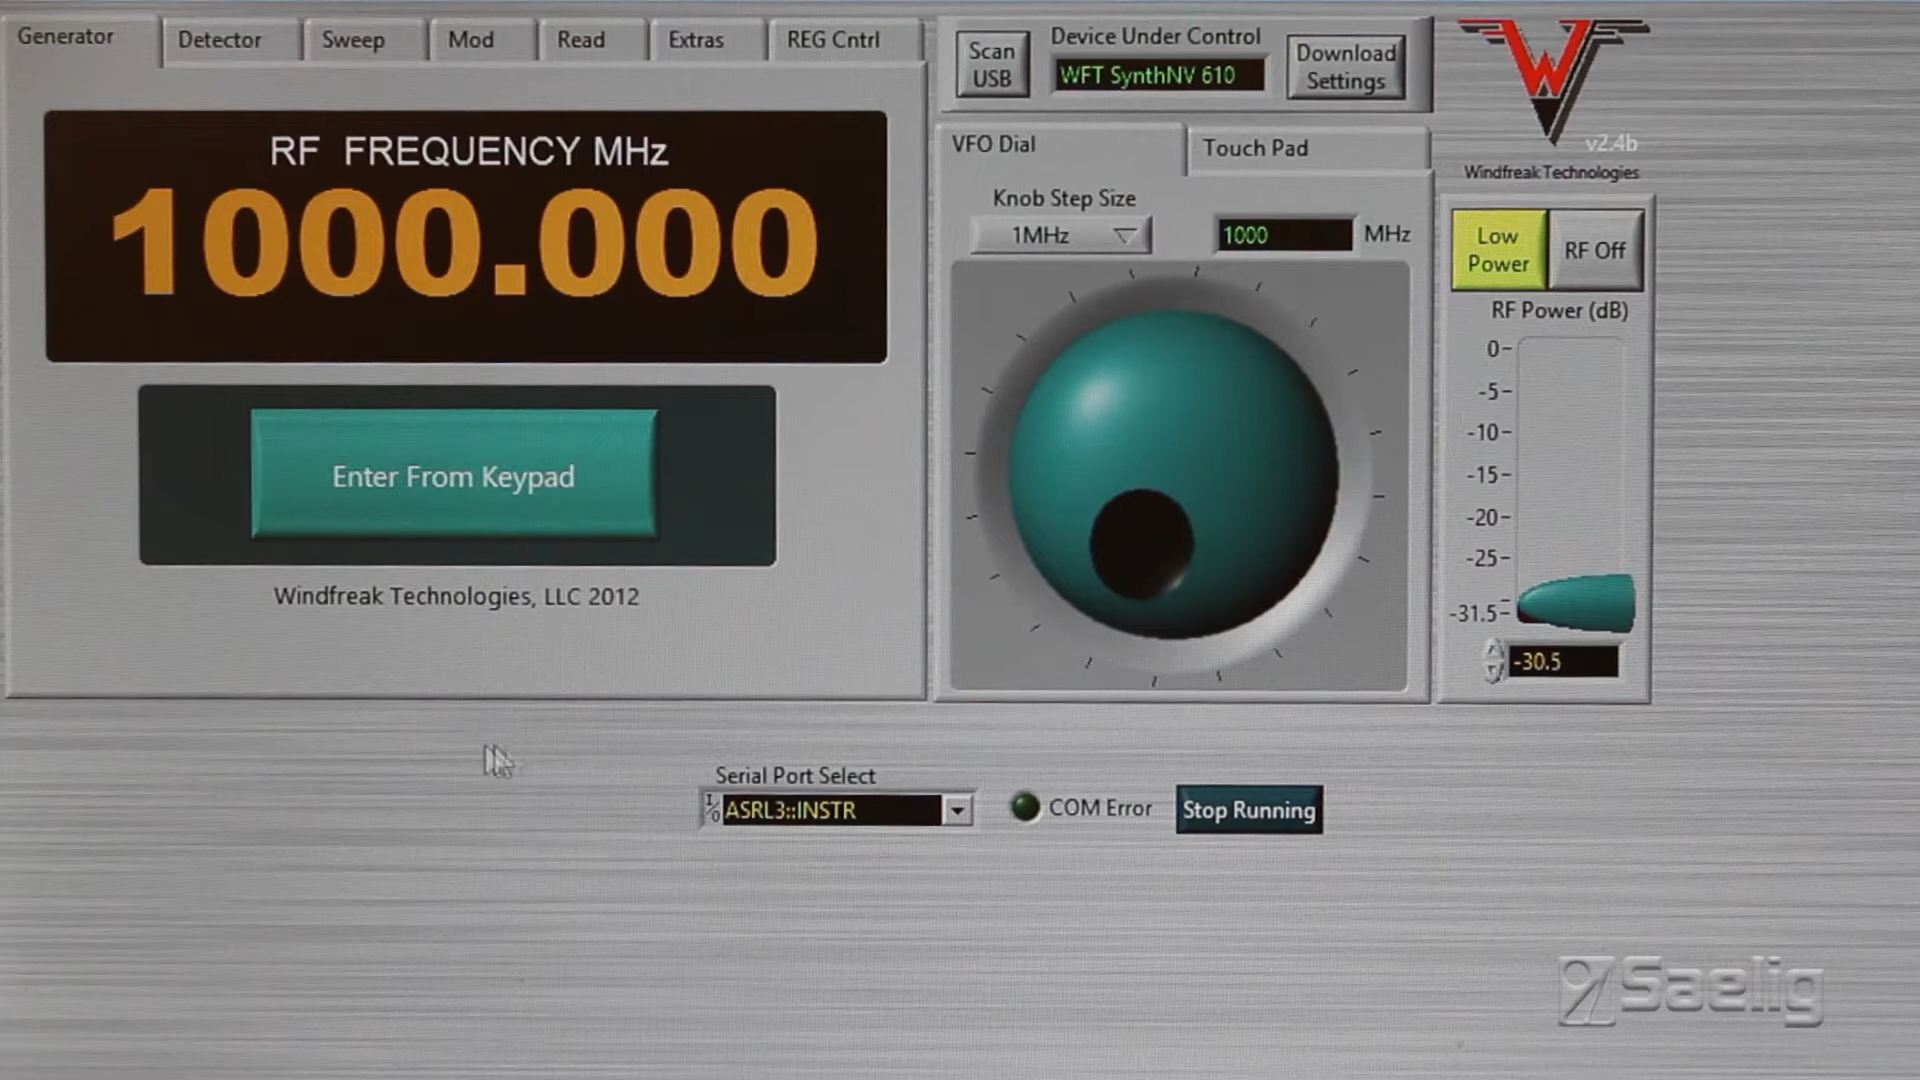 Generator
Detector
Sweep
Mod
Read
Extras
REG Cntrl
RF FREQUENCY MHz
1000.000
Enter From Keypad
Windfreak Technologies, LLC 2012
Scan
USB
Device Under Control
WFT SynthNV 610
Download
Settings
VFO Dial
Touch Pad
Knob Step Size
1MHz
1000
MHz
W
v2.4b
Windfreak Technologies
Low
Power
RF Off
RF Power (dB)
0-
-5-
-10-
-15-
-20-
-25-
-31.5-
-30.5
Serial Port Select
I/O
ASRL3::INSTR
COM Error
Stop Running
Saelig